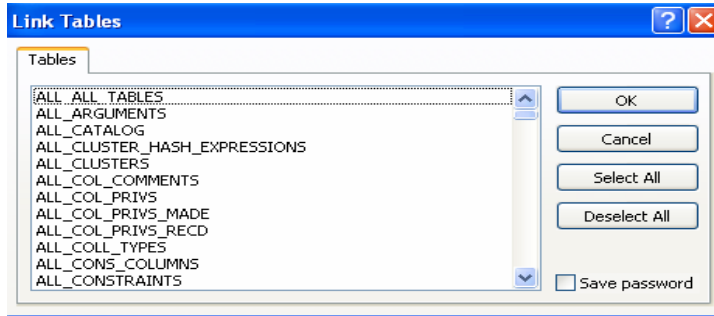 Link Tables
Tables
ALL_ALL_TABLES
ALL_ARGUMENTS
ALL_CATALOG
ALL_CLUSTER_HASH_EXPRESSIONS
ALL_CLUSTERS
ALL_COL_COMMENTS
ALL_COL_PRIVS
ALL_COL_PRIVS_MADE
ALL_COL_PRIVS_RECD
ALL_COLL_TYPES
ALL_CONS_COLUMNS
ALL_CONSTRAINTS
OK
Cancel
Select All
Deselect All
Save password